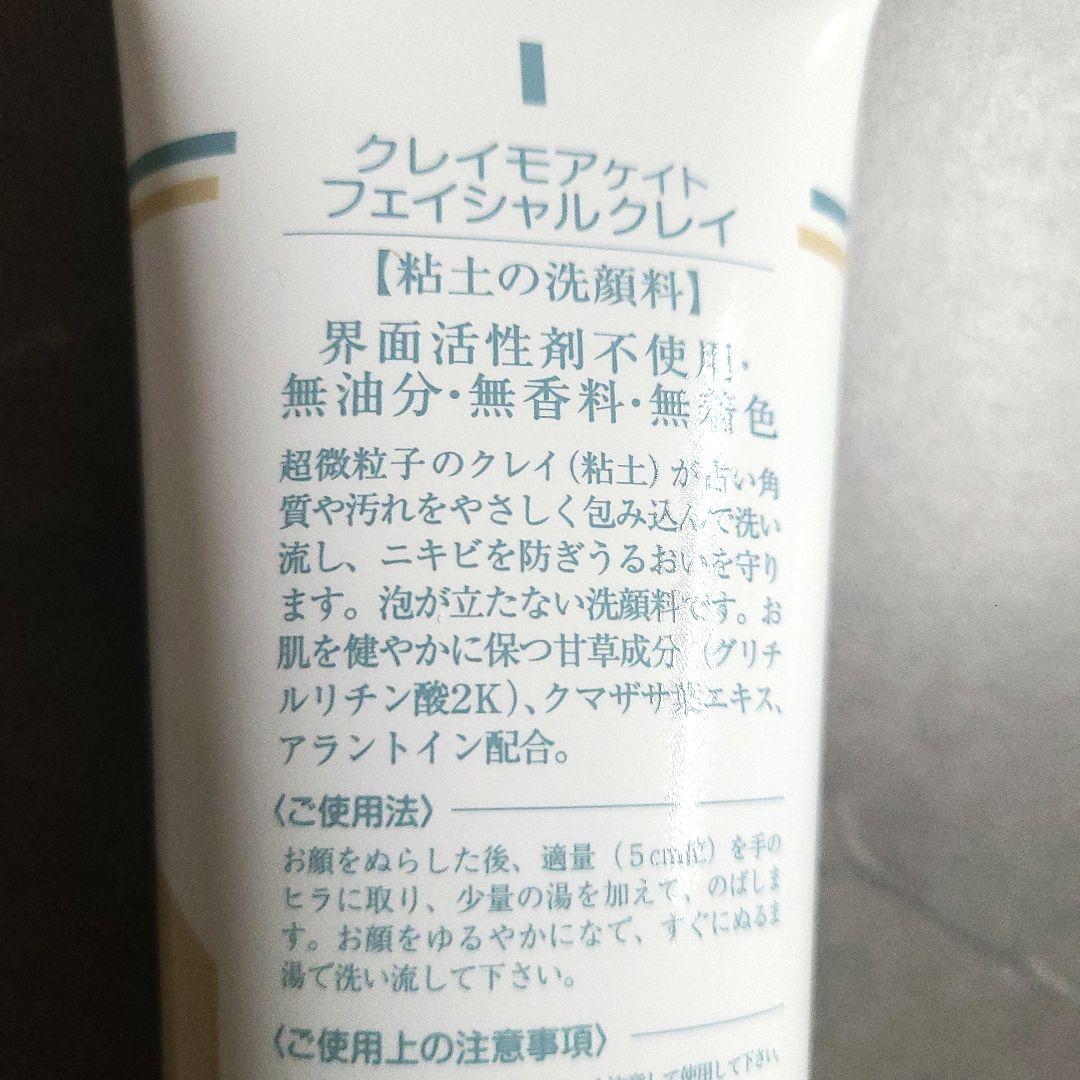 クレイモアケイト
フェイシャルクレイ
【粘土の洗顔料】
界面活性剤不使用・
無油分・無香料・無着色
超微粒子のクレイ（粘土）が古い角
質や汚れをやさしく包み込んで洗い
流し、ニキビを防ぎうるおいを守り
ます。泡が立たない洗顔料です。お
肌を健やかに保つ甘草成分（グリチ
ルリチン酸2K）、クマザサ葉エキス、
アラントイン配合。
〈ご使用法〉
お顔をぬらした後、適量（5cm位）を手の
ヒラに取り、少量の湯を加えて、のばしま
す。お顔をゆるやかになで、すぐにぬるま
湯で洗い流して下さい。
〈ご使用上の注意事項〉
注意して使用して下さい。